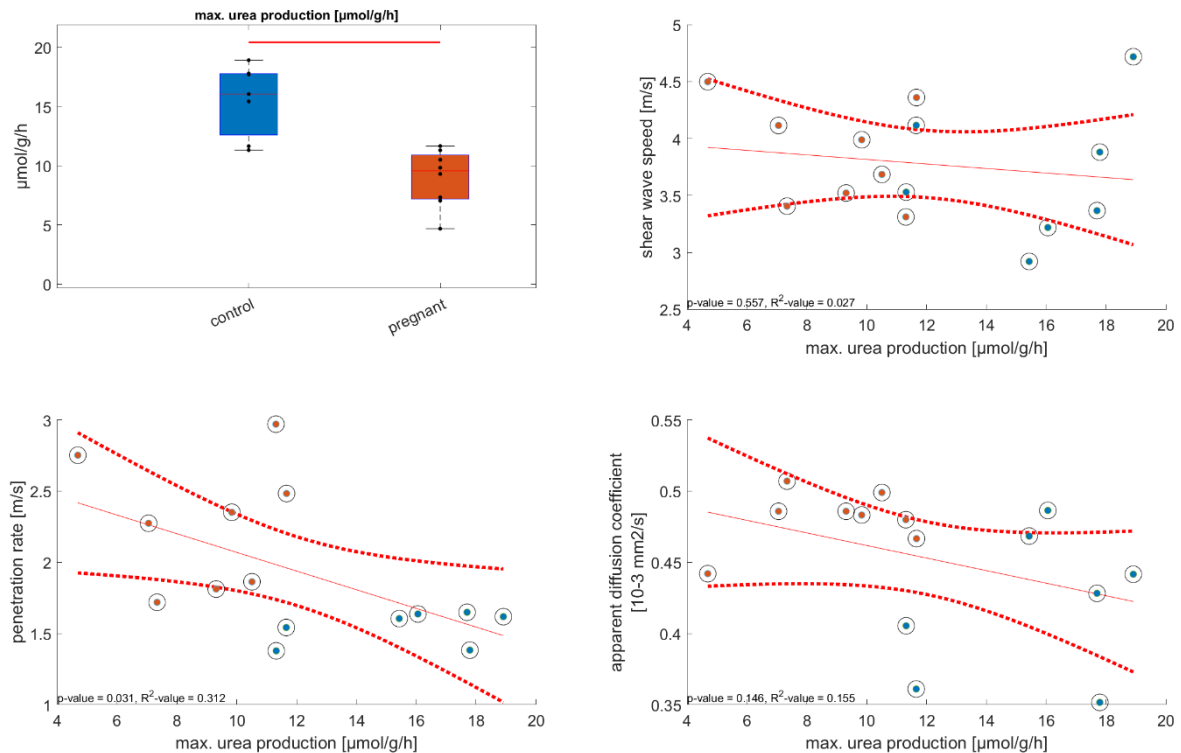 max. urea production [µmol/g/h]
20
15
10
5
0
µmol/g/h
control
pregnant
5
4.5
4
3.5
3
2.5
shear wave speed [m/s]
p-value = 0.557, R²-value = 0.027
4 6 8 10 12 14 16 18 20
max. urea production [µmol/g/h]
3
2.5
2
1.5
1
penetration rate [m/s]
p-value = 0.031, R²-value = 0.312
4 6 8 10 12 14 16 18 20
max. urea production [µmol/g/h]
0.55
0.5
0.45
0.4
0.35
apparent diffusion coefficient
[10-3 mm2/s]
p-value = 0.146, R²-value = 0.155
4 6 8 10 12 14 16 18 20
max. urea production [µmol/g/h]